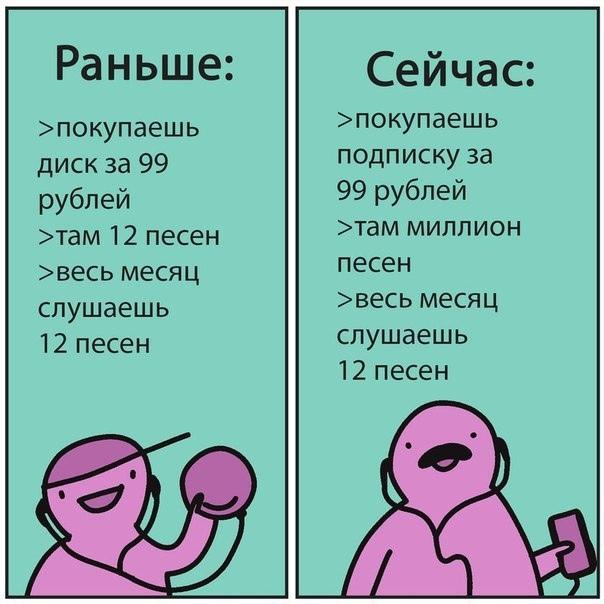 Раньше:
>покупаешь
диск за 99
рублей
>там 12 песен
>весь месяц
слушаешь
12 песен
Сейчас:
>покупаешь
подписку за
99 рублей
>там миллион
песен
>весь месяц
слушаешь
12 песен